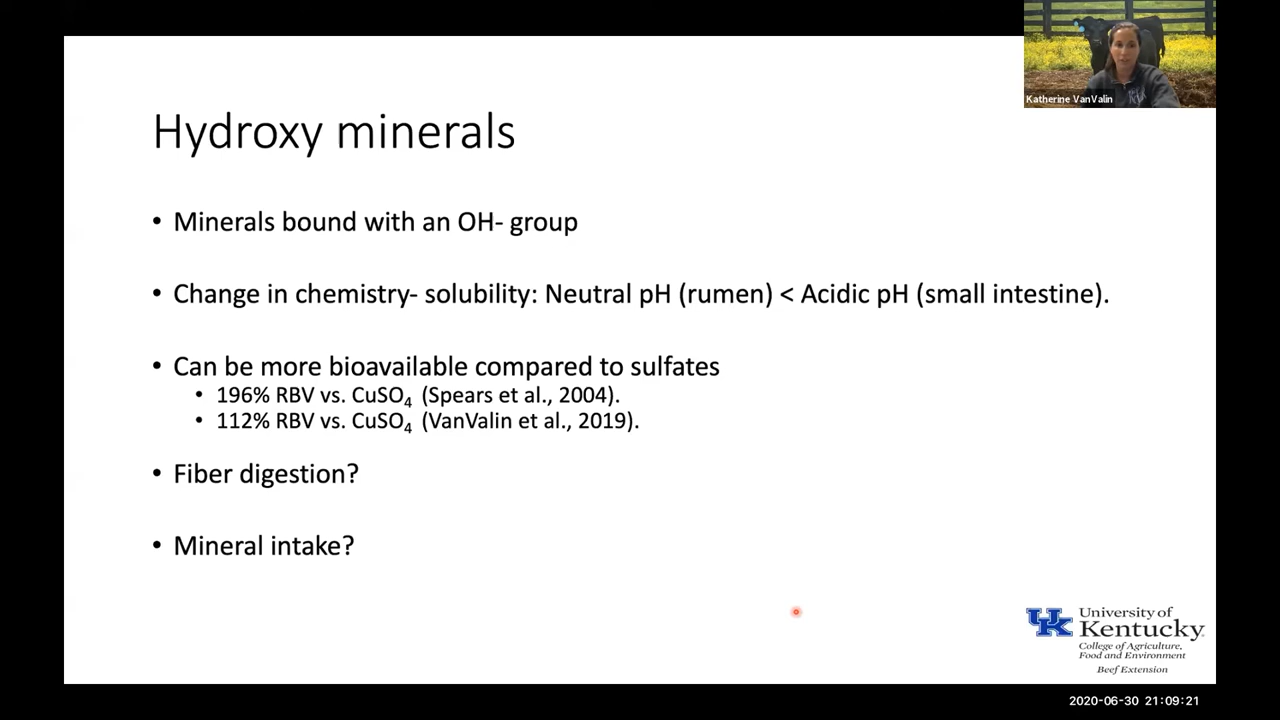 Katherine VanValin
Hydroxy minerals
• Minerals bound with an OH- group
• Change in chemistry- solubility: Neutral pH (rumen) < Acidic pH (small intestine).
• Can be more bioavailable compared to sulfates
• 196% RBV vs. CuSO₄ (Spears et al., 2004).
• 112% RBV vs. CuSO₄ (VanValin et al., 2019).
• Fiber digestion?
• Mineral intake?
UK
University of
Kentucky
College of Agriculture,
Food and Environment
Beef Extension
2020-06-30 21:09:21